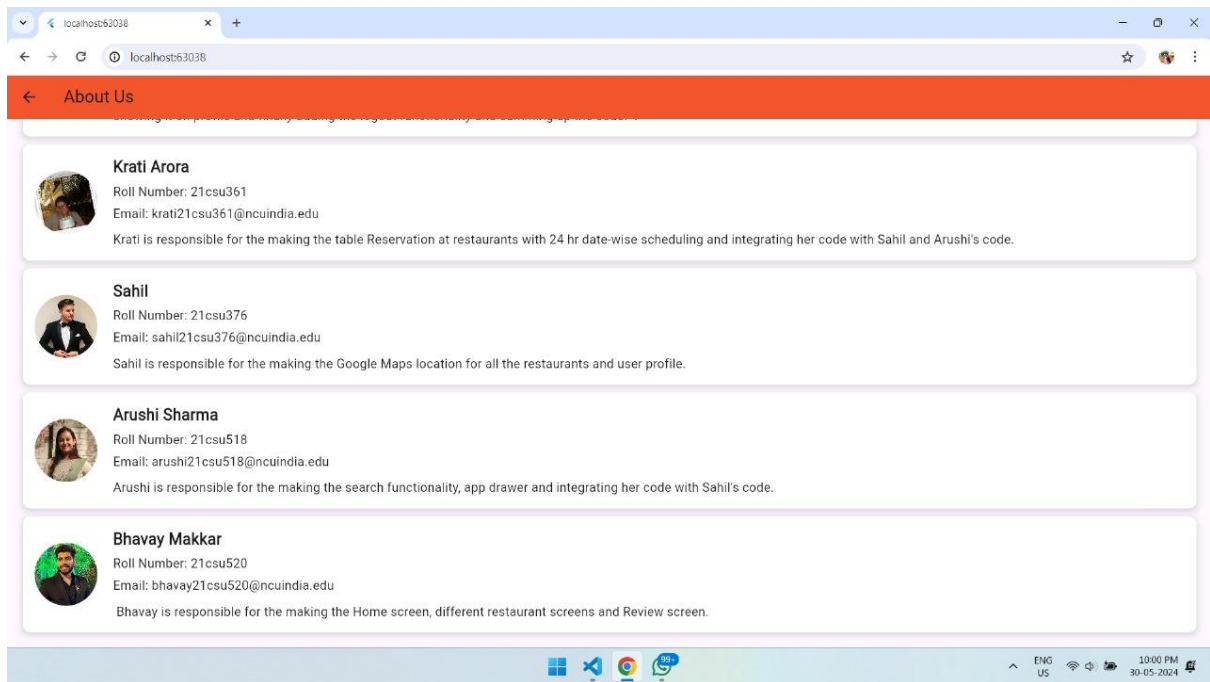 localhost:63038
localhost:63038
About Us
Krati Arora
Roll Number: 21csu361
Email: krati21csu361@ncuindia.edu
Krati is responsible for the making the table Reservation at restaurants with 24 hr date-wise scheduling and integrating her code with Sahil and Arushi's code.
Sahil
Roll Number: 21csu376
Email: sahil21csu376@ncuindia.edu
Sahil is responsible for the making the Google Maps location for all the restaurants and user profile.
Arushi Sharma
Roll Number: 21csu518
Email: arushi21csu518@ncuindia.edu
Arushi is responsible for the making the search functionality, app drawer and integrating her code with Sahil's code.
Bhavay Makkar
Roll Number: 21csu520
Email: bhavay21csu520@ncuindia.edu
Bhavay is responsible for the making the Home screen, different restaurant screens and Review screen.
99+
ENG
US
10:00 PM
30-05-2024